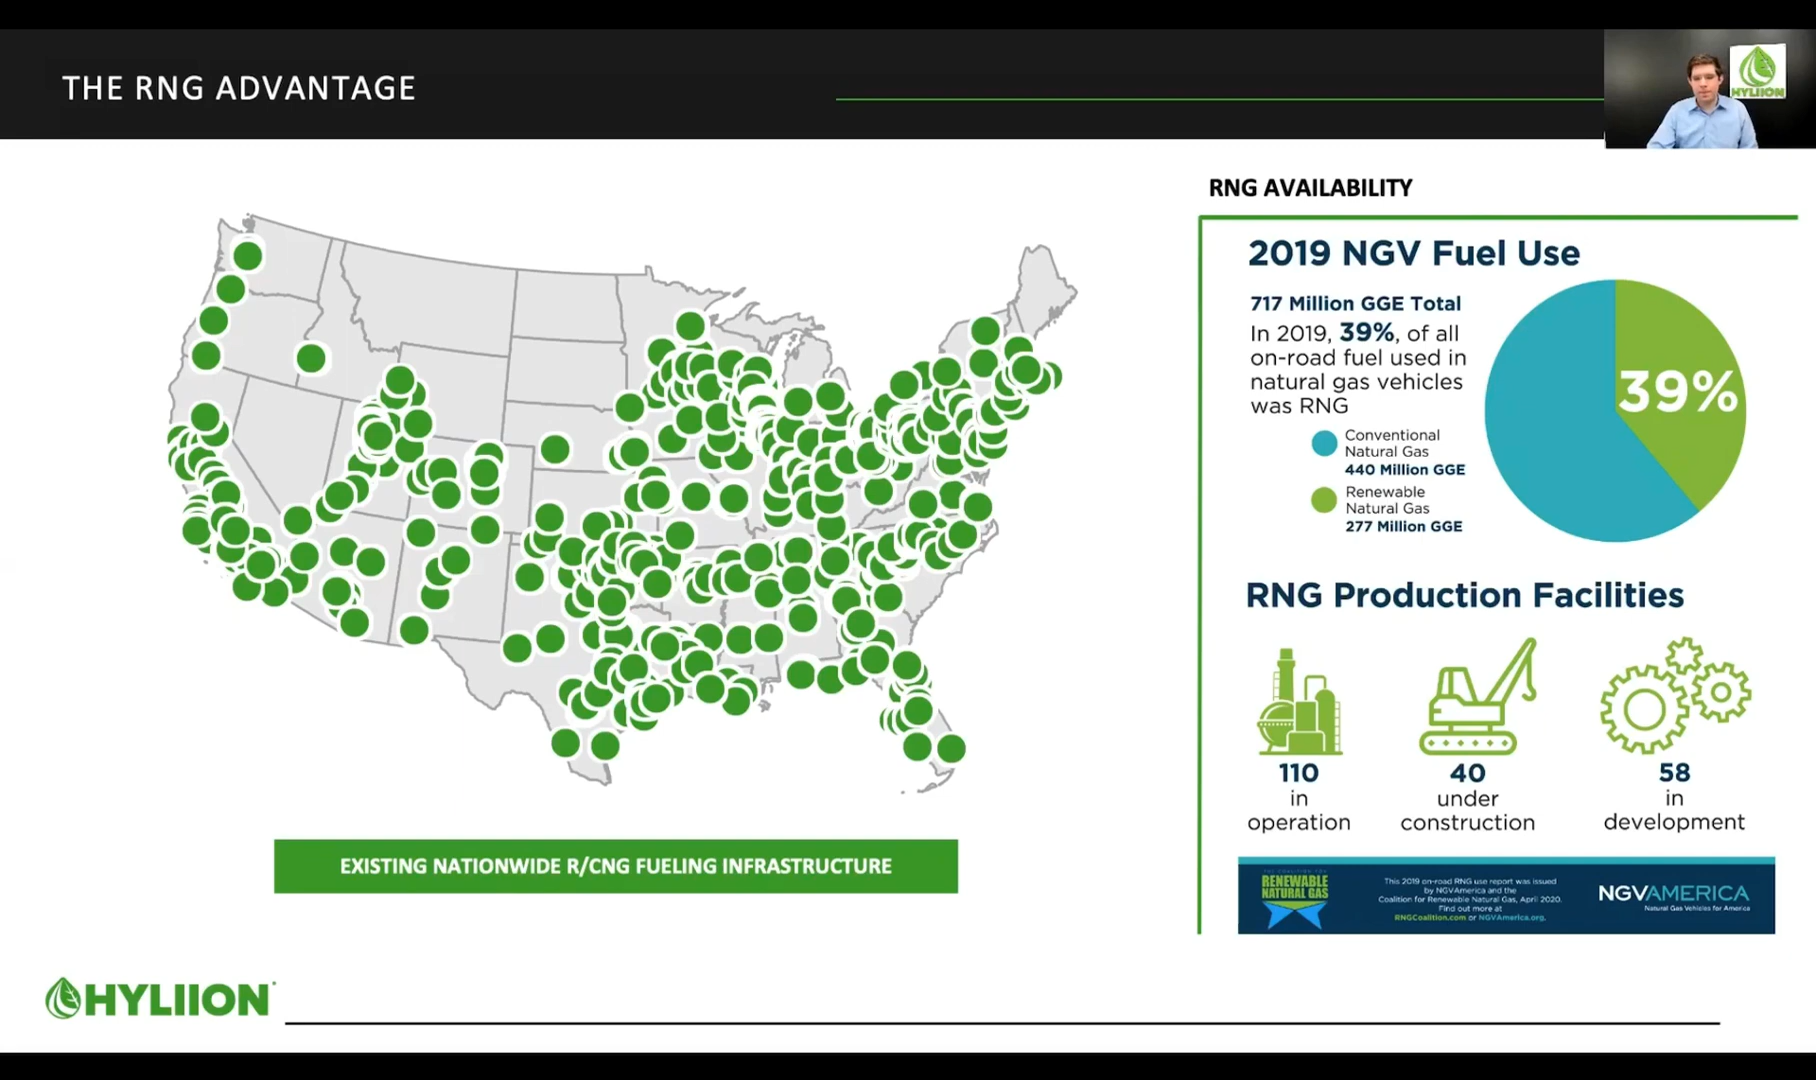 THE RNG ADVANTAGE
HYLIION
RNG AVAILABILITY
2019 NGV Fuel Use
717 Million GGE Total
In 2019, 39%, of all
on-road fuel used in
natural gas vehicles
was RNG
39%
Conventional
Natural Gas
440 Million GGE
Renewable
Natural Gas
277 Million GGE
RNG Production Facilities
110
in
operation
40
under
construction
58
in
development
EXISTING NATIONWIDE R/CNG FUELING INFRASTRUCTURE
THE COALITION FOR
RENEWABLE
NATURAL GAS
This 2019 on-road RNG use report was issued
by NGVAmerica and the
Coalition for Renewable Natural Gas, April 2020.
Find out more at
RNGCoalition.com or NGVAmerica.org.
NGVAMERICA
Natural Gas Vehicles for America
HYLIION